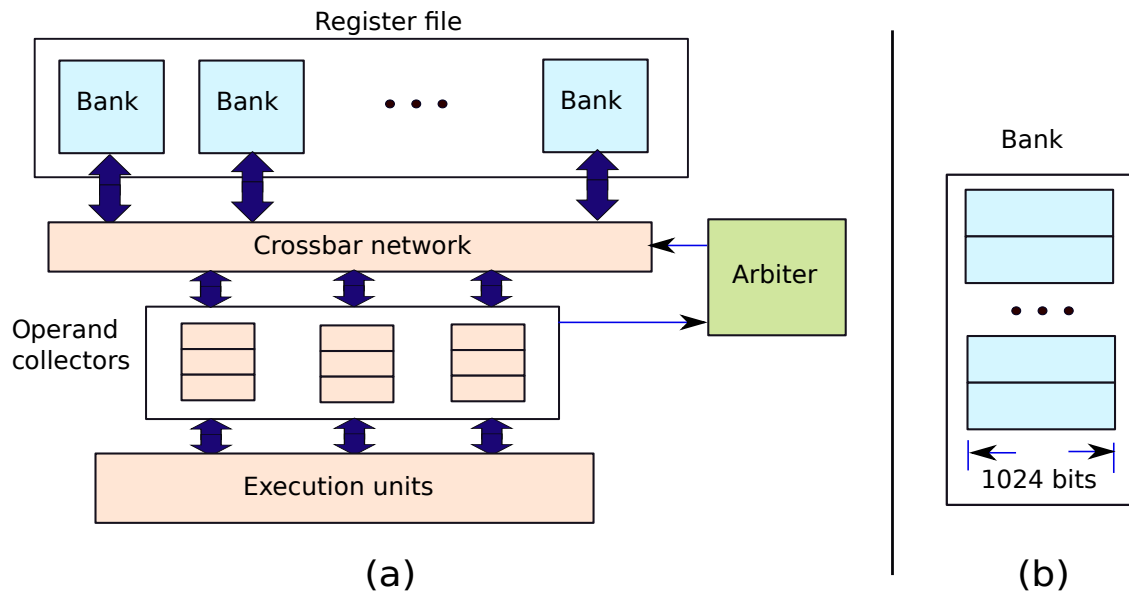 Register file
Bank
Bank
Bank
Crossbar network
Arbiter
Operand
collectors
Execution units
(a)
Bank
1024 bits
(b)